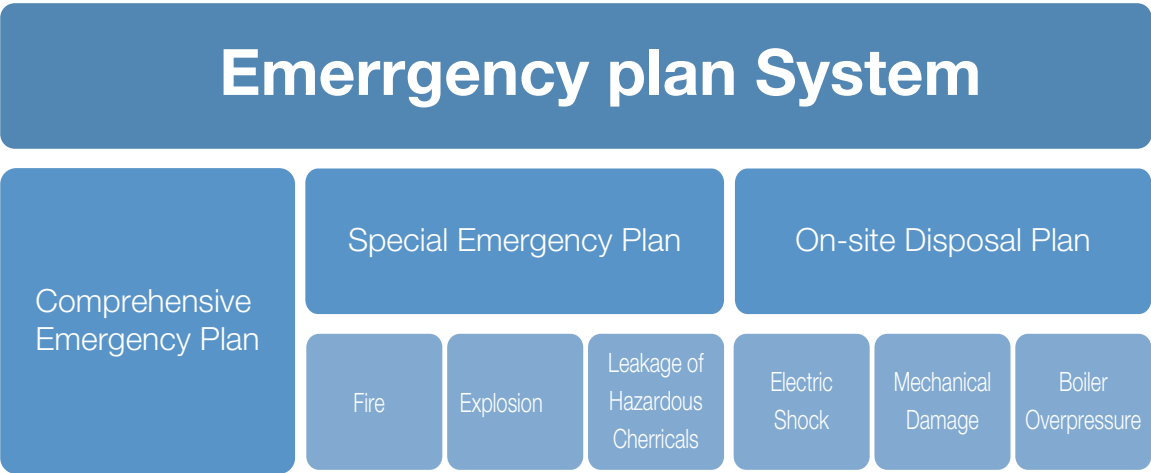 Emerrgency plan System
Comprehensive
Emergency Plan
Special Emergency Plan
On-site Disposal Plan
Fire
Explosion
Leakage of
Hazardous
Cherricals
Electric
Shock
Mechanical
Damage
Boiler
Overpressure